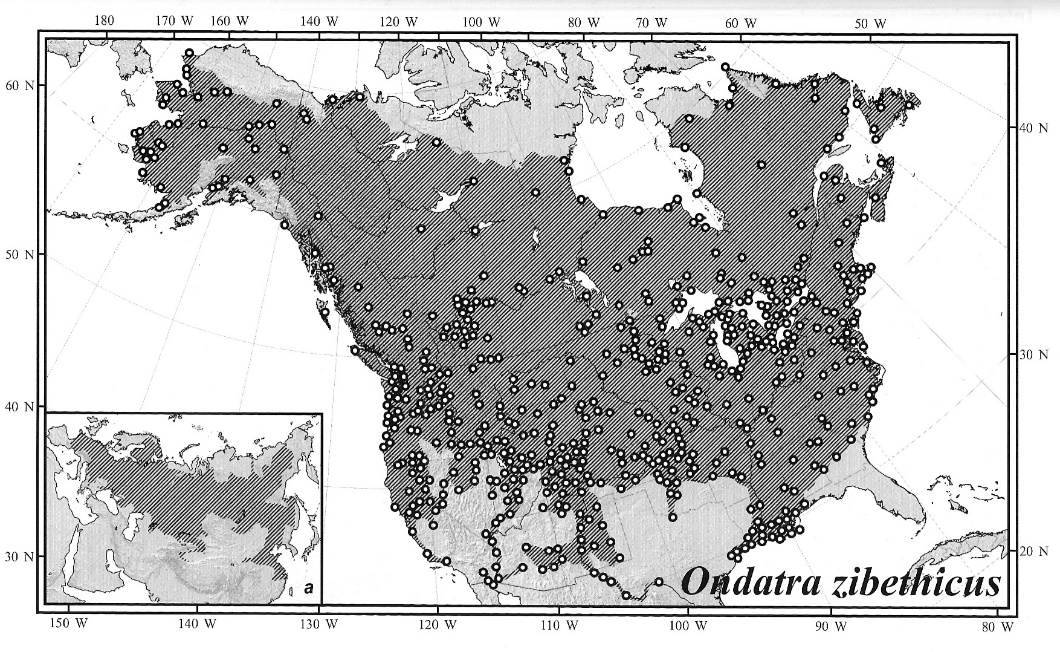 180 170 W 160 W 140 W 120 W 100 W 80 W 70 W 60 W 50 W
60 N
40 N
50 N
30 N
40 N
30 N
20 N
a
Ondatra zibethicus
150 W 140 W 130 W 120 W 110 W 100 W 90 W 80 W